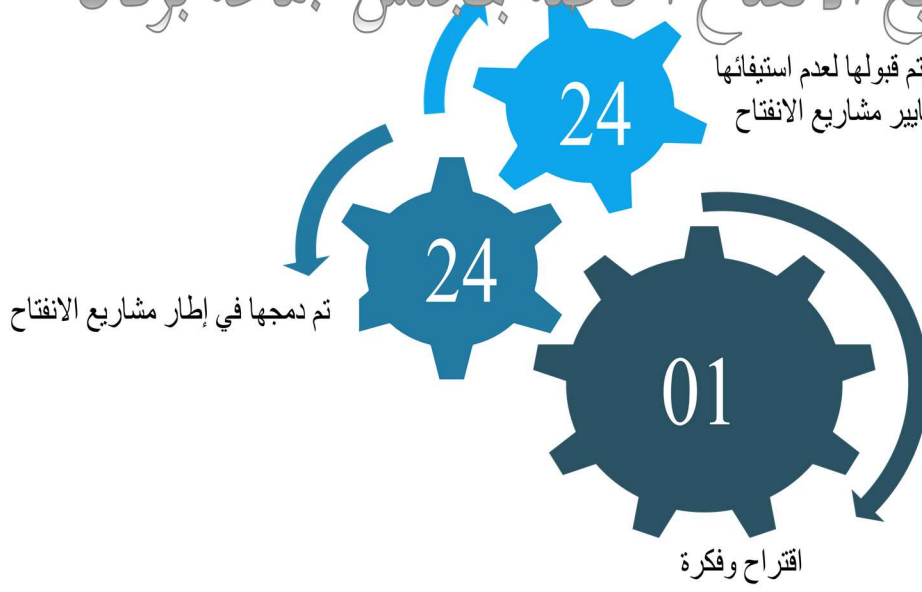 24
تم قبولها لعدم استيفائها
مشاريع الانفتاح
24
تم دمجها في إطار مشاريع الانفتاح
01
اقتراح وفكرة